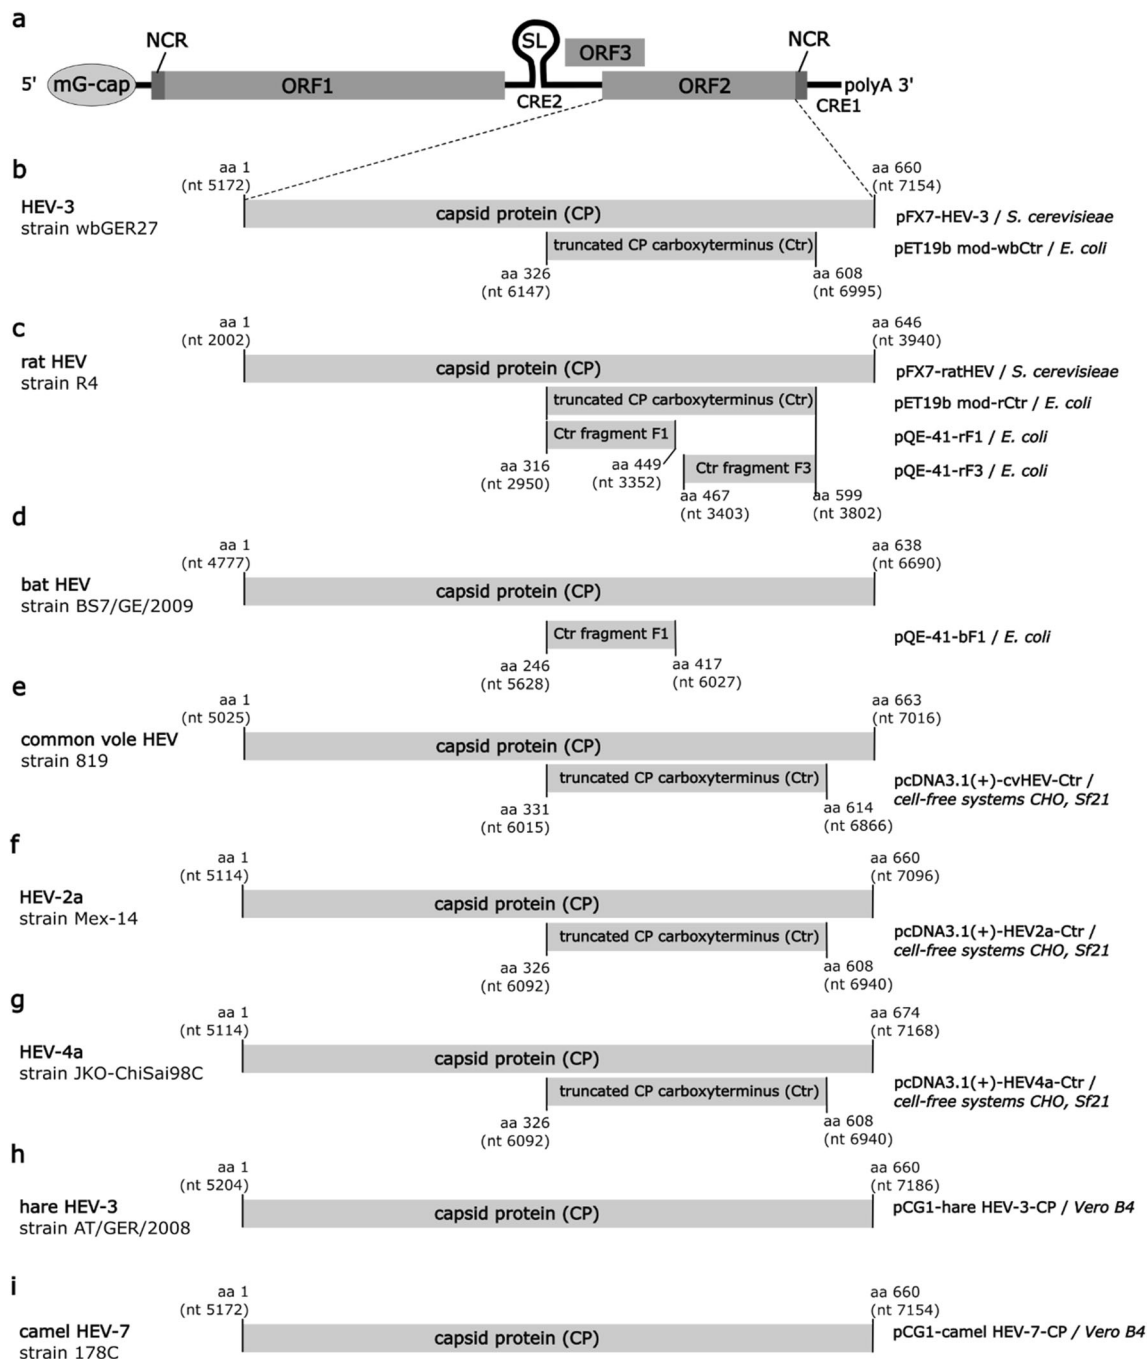 a
NCR
SL
ORF3
NCR
5'
mG-cap
ORF1
ORF2
polyA 3'
CRE2
CRE1
b
aa 1
(nt 5172)
aa 660
(nt 7154)
HEV-3
strain wbGER27
capsid protein (CP)
pFX7-HEV-3 / S. cerevisieae
truncated CP carboxyterminus (Ctr)
pET19b mod-wbCtr / E. coli
aa 326
(nt 6147)
aa 608
(nt 6995)
c
aa 1
(nt 2002)
aa 646
(nt 3940)
rat HEV
strain R4
capsid protein (CP)
pFX7-ratHEV / S. cerevisieae
truncated CP carboxyterminus (Ctr)
pET19b mod-rCtr / E. coli
Ctr fragment F1
pQE-41-rF1 / E. coli
aa 316
(nt 2950)
aa 449
(nt 3352)
Ctr fragment F3
pQE-41-rF3 / E. coli
aa 467
(nt 3403)
aa 599
(nt 3802)
d
aa 1
(nt 4777)
aa 638
(nt 6690)
bat HEV
strain BS7/GE/2009
capsid protein (CP)
Ctr fragment F1
pQE-41-bF1 / E. coli
aa 246
(nt 5628)
aa 417
(nt 6027)
e
aa 1
(nt 5025)
aa 663
(nt 7016)
common vole HEV
strain 819
capsid protein (CP)
truncated CP carboxyterminus (Ctr)
pcDNA3.1(+)-cvHEV-Ctr /
cell-free systems CHO, Sf21
aa 331
(nt 6015)
aa 614
(nt 6866)
f
aa 1
(nt 5114)
aa 660
(nt 7096)
HEV-2a
strain Mex-14
capsid protein (CP)
truncated CP carboxyterminus (Ctr)
pcDNA3.1(+)-HEV2a-Ctr /
cell-free systems CHO, Sf21
aa 326
(nt 6092)
aa 608
(nt 6940)
g
aa 1
(nt 5114)
aa 674
(nt 7168)
HEV-4a
strain JKO-ChiSai98C
capsid protein (CP)
truncated CP carboxyterminus (Ctr)
pcDNA3.1(+)-HEV4a-Ctr /
cell-free systems CHO, Sf21
aa 326
(nt 6092)
aa 608
(nt 6940)
h
aa 1
(nt 5204)
aa 660
(nt 7186)
hare HEV-3
strain AT/GER/2008
capsid protein (CP)
pCG1-hare HEV-3-CP / Vero B4
i
aa 1
(nt 5172)
aa 660
(nt 7154)
camel HEV-7
strain 178C
capsid protein (CP)
pCG1-camel HEV-7-CP / Vero B4